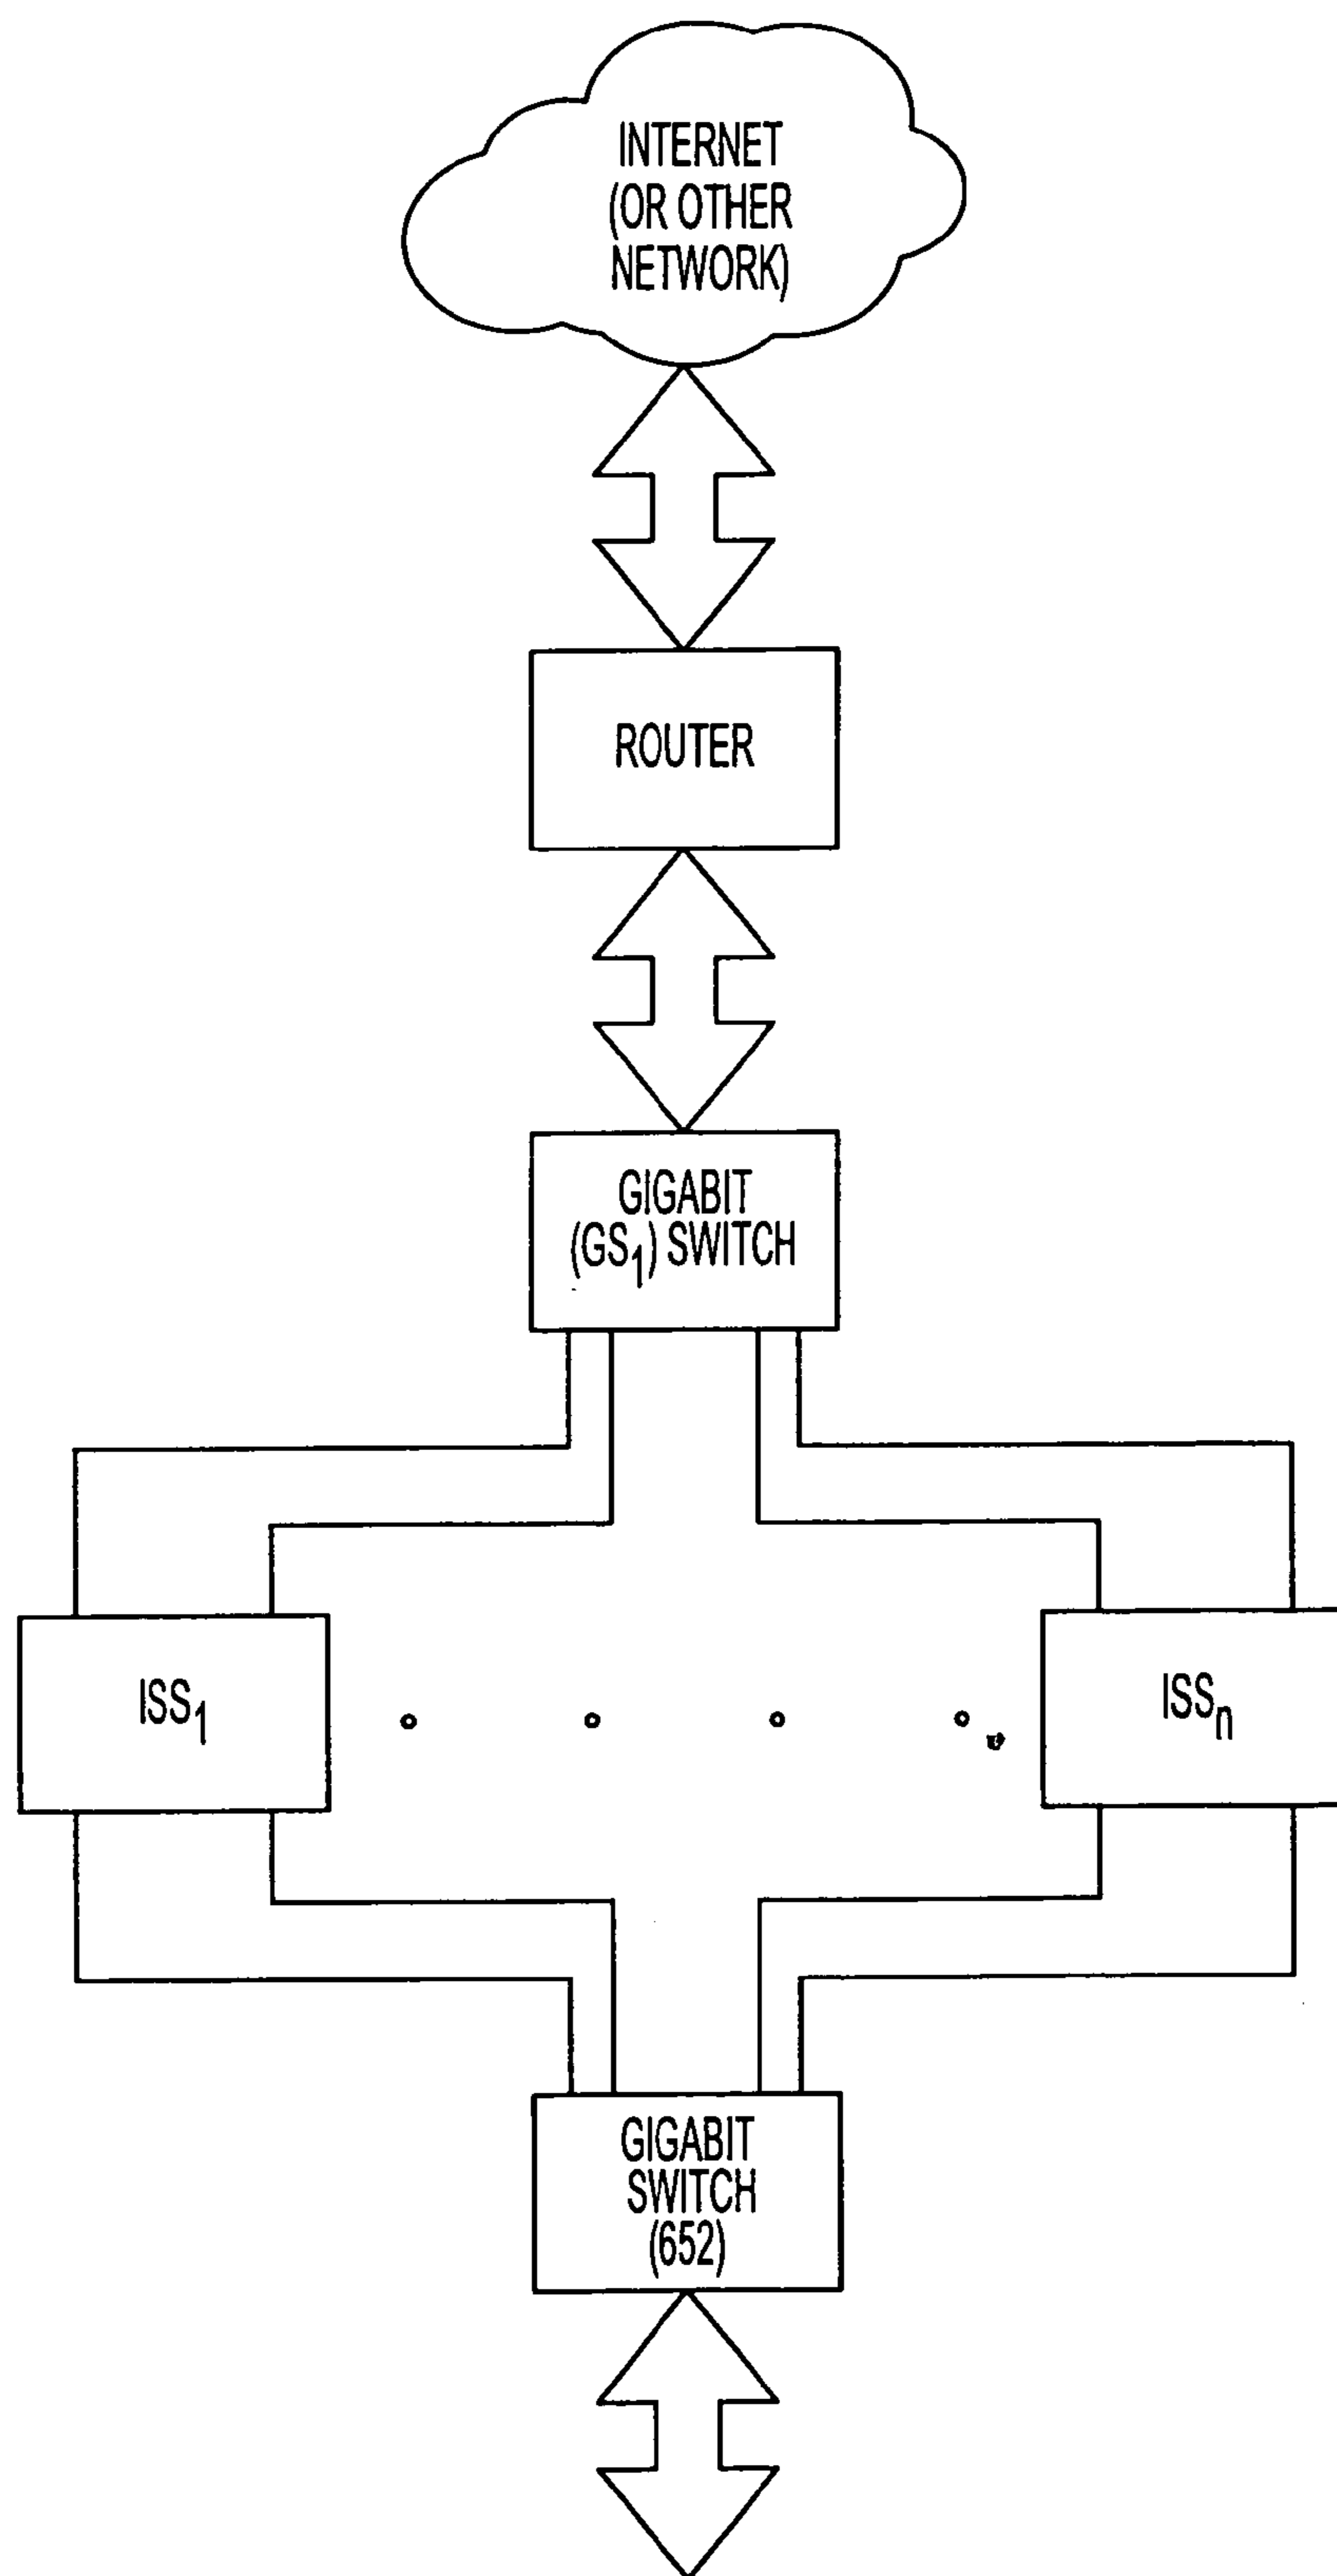 INTERNET
(OR OTHER
NETWORK)
ROUTER
GIGABIT
(GS₁) SWITCH
ISS₁
ISSₙ
GIGABIT
SWITCH
(652)